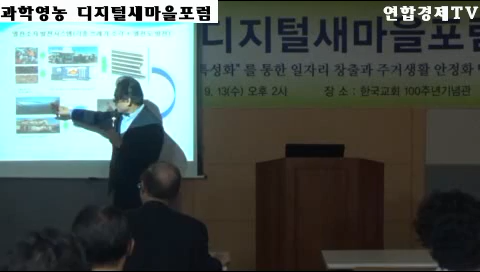 과학영농 디지털새마을포럼
연합경제TV
디지털새마을포럼
특성화" 를 통한 일자리 창출과 주거생활 안정화
9. 13(수) 오후 2시
장 소 : 한국교회 100주년기념관